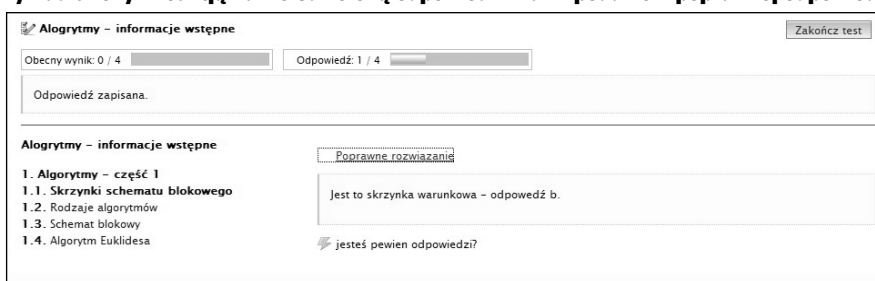 Alogrytmy – informacje wstępne
Zakończ test
Obecny wynik: 0 / 4
Odpowiedź: 1 / 4
Odpowiedź zapisana.
Alogrytmy – informacje wstępne
1. Algorytmy – część 1
1.1. Skrzynki schematu blokowego
1.2. Rodzaje algorytmów
1.3. Schemat blokowy
1.4. Algorytm Euklidesa
Poprawne rozwiazanie
Jest to skrzynka warunkowa – odpowedź b.
jesteś pewien odpowiedzi?